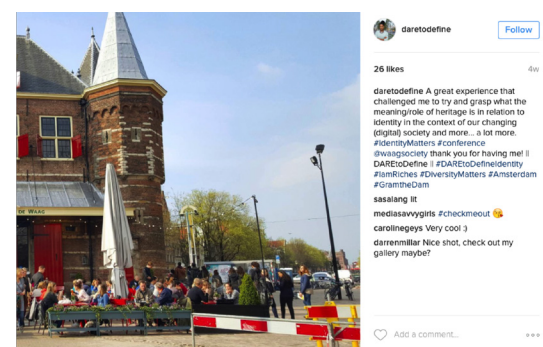 DE WAAG
daretodefine
Follow
26 likes
4w
daretodefine A great experience that
challenged me to try and grasp what the
meaning/role of heritage is in relation to
identity in the context of our changing
(digital) society and more... a lot more.
#IdentityMatters #conference
@waagsociety thank you for having me! ||
DAREtoDefine || #DAREtoDefineIdentity
#IamRiches #DiversityMatters #Amsterdam
#GramtheDam
sasalang lit
mediasavvygirls #checkmeout 😘
carolinegeys Very cool :)
darrenmillar Nice shot, check out my
gallery maybe?
Add a comment...